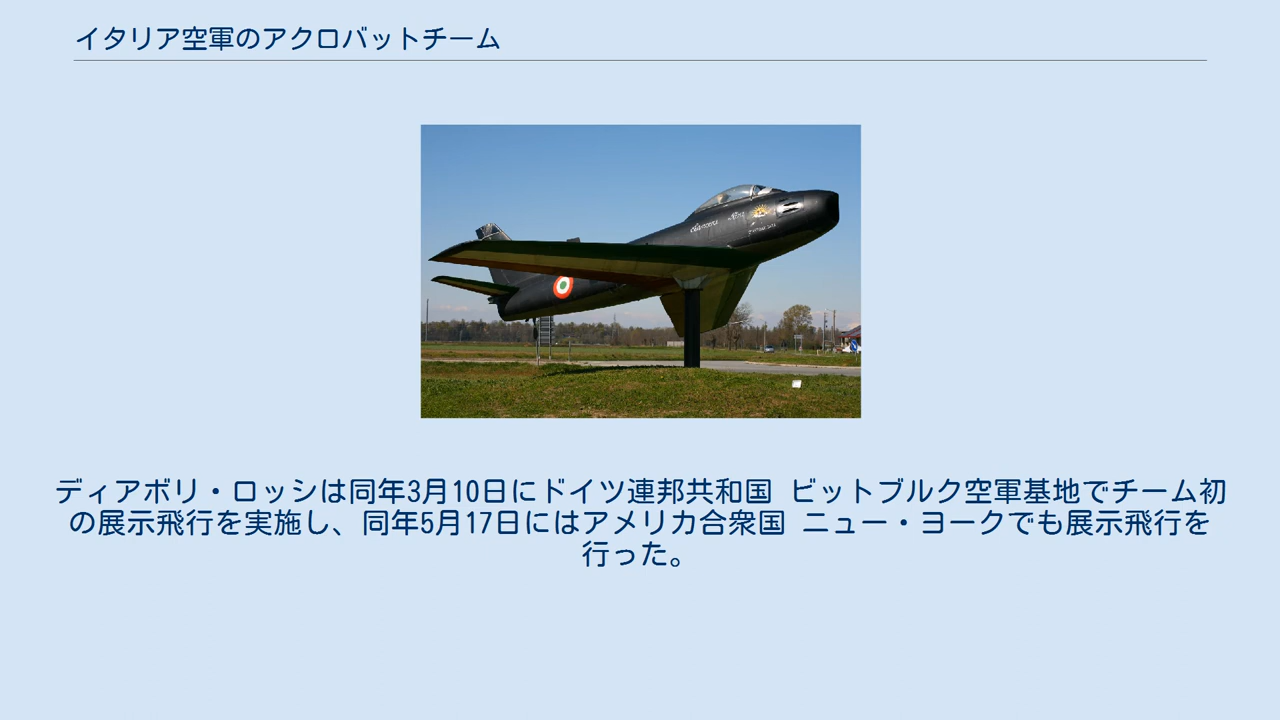 イタリア空軍のアクロバットチーム
ディアボリ・ロッシは同年3月10日にドイツ連邦共和国 ビットブルク空軍基地でチーム初
の展示飛行を実施し、同年5月17日にはアメリカ合衆国 ニュー・ヨークでも展示飛行を
行った。